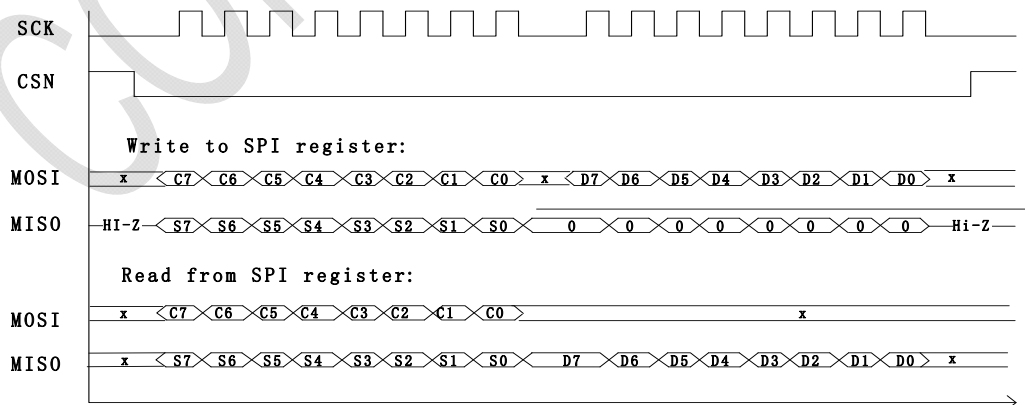 SCK
CSN
Write to SPI register:
MOSI x C7 C6 C5 C4 C3 C2 C1 C0 x D7 D6 D5 D4 D3 D2 D1 D0 x
MISO HI-Z S7 S6 S5 S4 S3 S2 S1 S0 0 0 0 0 0 0 0 0 Hi-Z
Read from SPI register:
MOSI x C7 C6 C5 C4 C3 C2 C1 C0 x
MISO x S7 S6 S5 S4 S3 S2 S1 S0 D7 D6 D5 D4 D3 D2 D1 D0 x